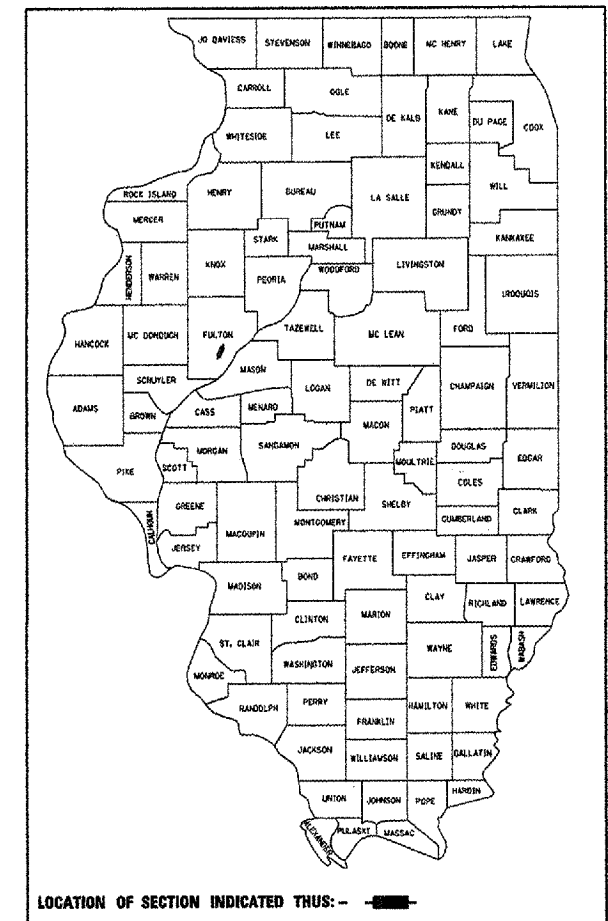 JO DAVIESS STEVENSON WINNEBAGO BOONE MC HENRY LAKE
CARROLL OGLE DE KALB KANE DU PAGE COOK
WHITESIDE LEE KENDALL WILL
ROCK ISLAND HENRY BUREAU LA SALLE GRUNDY
MERCER STARK PUTNAM KANKAKEE
HENDERSON WARREN KNOX PEORIA MARSHALL WOODFORD LIVINGSTON IROQUOIS
HANCOCK MC DONOUGH FULTON TAZEWELL MC LEAN FORD
SCHUYLER MASON LOGAN DE WITT CHAMPAIGN VERMILION
ADAMS BROWN CASS MENARD MACON PIATT
PIKE SCOTT MORGAN SANGAMON MOULTRIE DOUGLAS EDGAR
COLES
CALHOUN GREENE CHRISTIAN SHELBY CLARK
JERSEY MACOUPIN MONTGOMERY CUMBERLAND
MADISON BOND FAYETTE EFFINGHAM JASPER CRAWFORD
CLINTON MARION CLAY RICHLAND LAWRENCE
ST. CLAIR WASHINGTON JEFFERSON WAYNE EDWARDS WABASH
MONROE
RANDOLPH PERRY FRANKLIN HAMILTON WHITE
JACKSON WILLIAMSON SALINE GALLATIN
UNION JOHNSON POPE HARDIN
ALEXANDER PULASKI MASSAC
LOCATION OF SECTION INDICATED THUS: -